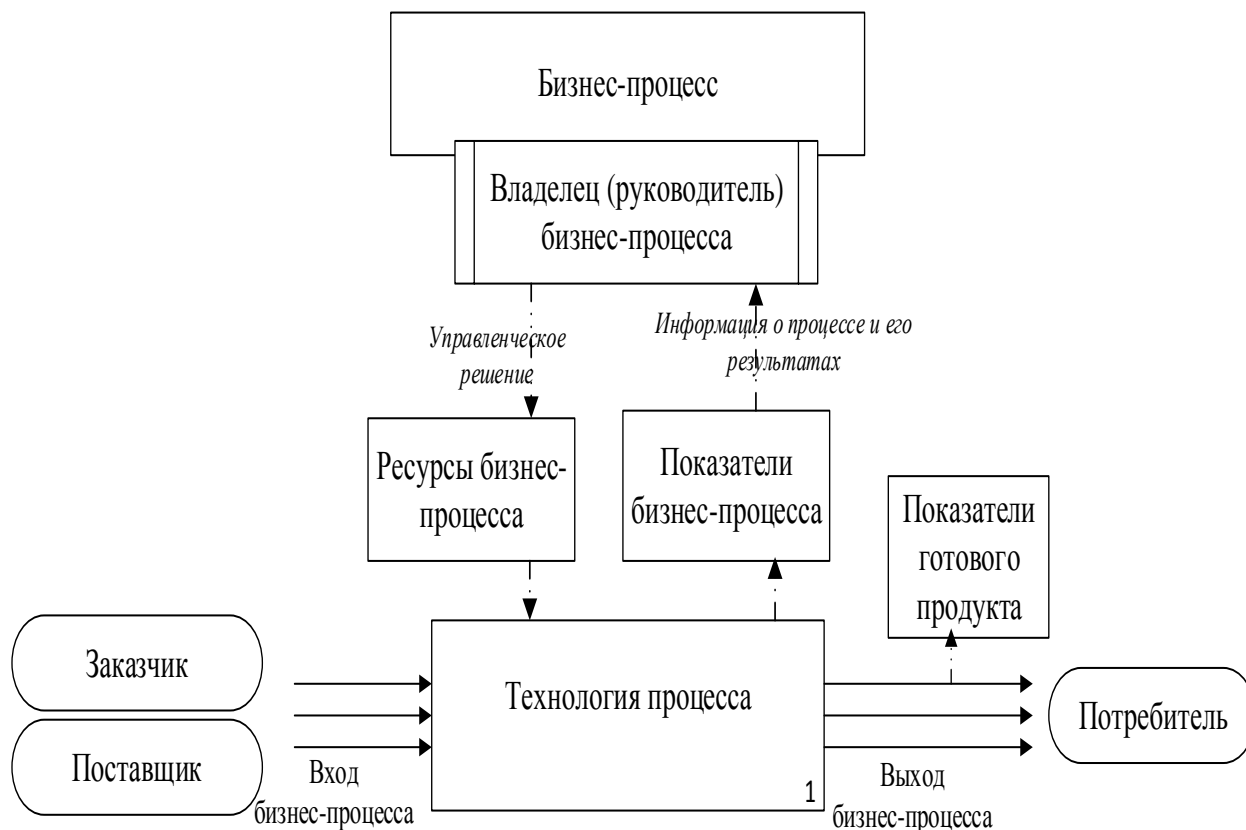 Бизнес-процесс
Владелец (руководитель)
бизнес-процесса
Управленческое
решение
Информация о процессе и его
результатах
Ресурсы бизнес-
процесса
Показатели
бизнес-процесса
Показатели
готового
продукта
Заказчик
Поставщик
Вход
бизнес-процесса
Технология процесса
1
Выход
бизнес-процесса
Потребитель